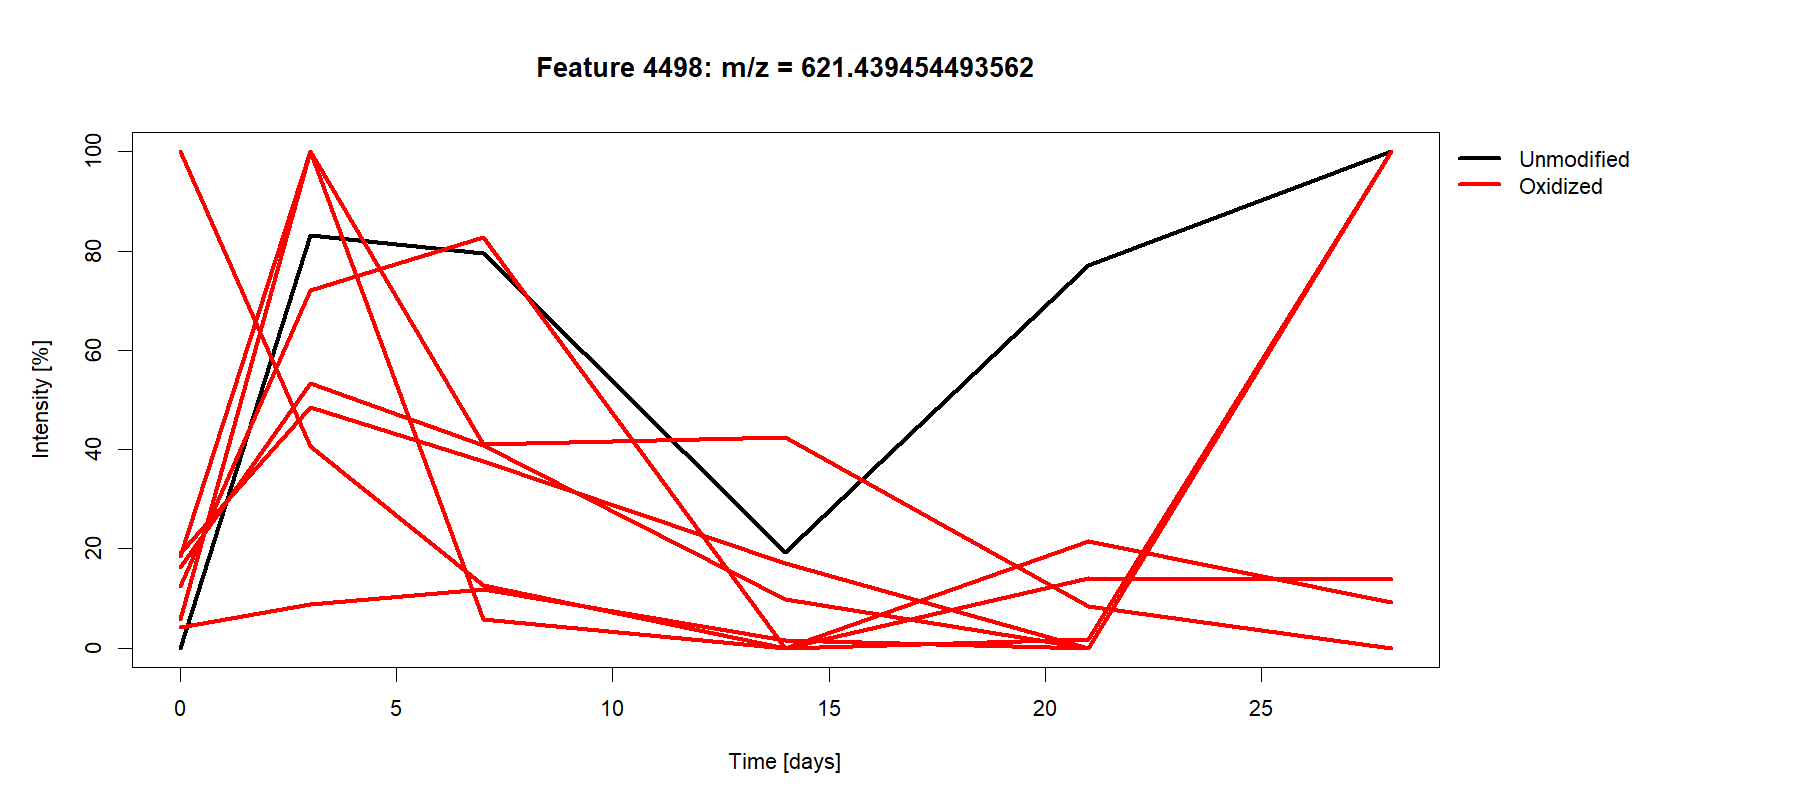 Feature 4498: m/z = 621.439454493562
100
80
60
40
20
0
Intensity [%]
0 5 10 15 20 25
Time [days]
Unmodified
Oxidized